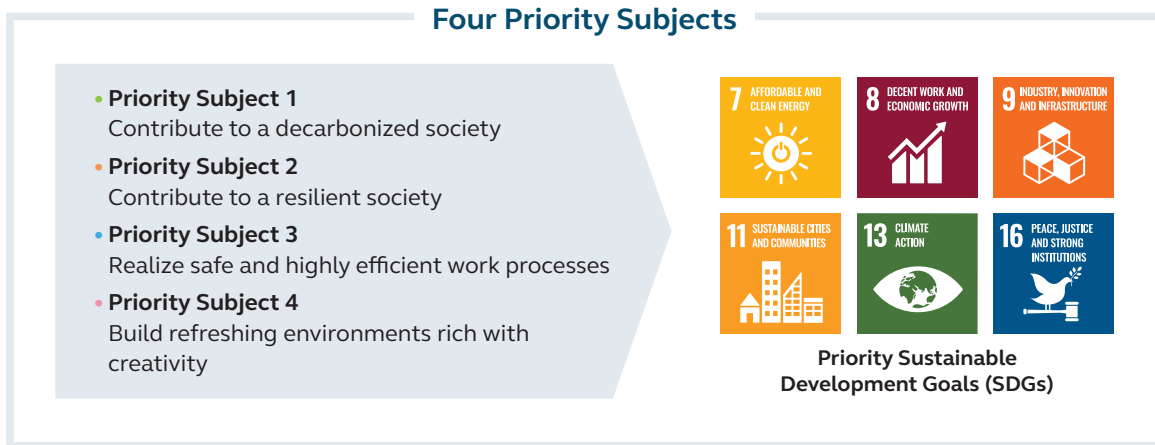 Four Priority Subjects
• Priority Subject 1
Contribute to a decarbonized society
• Priority Subject 2
Contribute to a resilient society
• Priority Subject 3
Realize safe and highly efficient work processes
• Priority Subject 4
Build refreshing environments rich with
creativity
7 AFFORDABLE AND
CLEAN ENERGY
8 DECENT WORK AND
ECONOMIC GROWTH
9 INDUSTRY, INNOVATION
AND INFRASTRUCTURE
11 SUSTAINABLE CITIES
AND COMMUNITIES
13 CLIMATE
ACTION
16 PEACE, JUSTICE
AND STRONG
INSTITUTIONS
Priority Sustainable
Development Goals (SDGs)